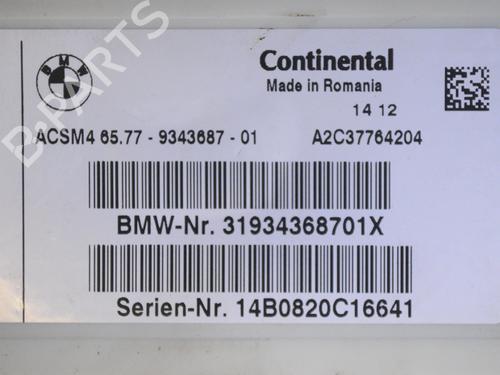 BMW
Continental
Made in Romania
14 12
ACSM4 65.77 - 9343687 - 01 A2C37764204
BMW-Nr. 31934368701X
Serien-Nr. 14B0820C16641
B-PARTS